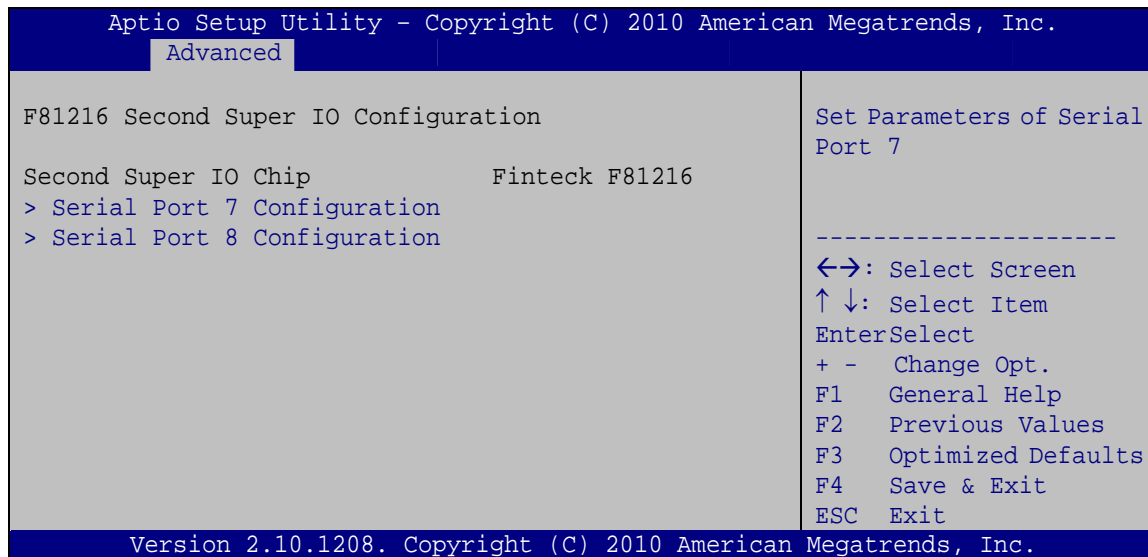 Aptio Setup Utility – Copyright (C) 2010 American Megatrends, Inc.
Advanced
F81216 Second Super IO Configuration
Second Super IO Chip Finteck F81216
> Serial Port 7 Configuration
> Serial Port 8 Configuration
Set Parameters of Serial
Port 7
---------------------
←→: Select Screen
↑ ↓: Select Item
EnterSelect
+ - Change Opt.
F1 General Help
F2 Previous Values
F3 Optimized Defaults
F4 Save & Exit
ESC Exit
Version 2.10.1208. Copyright (C) 2010 American Megatrends, Inc.